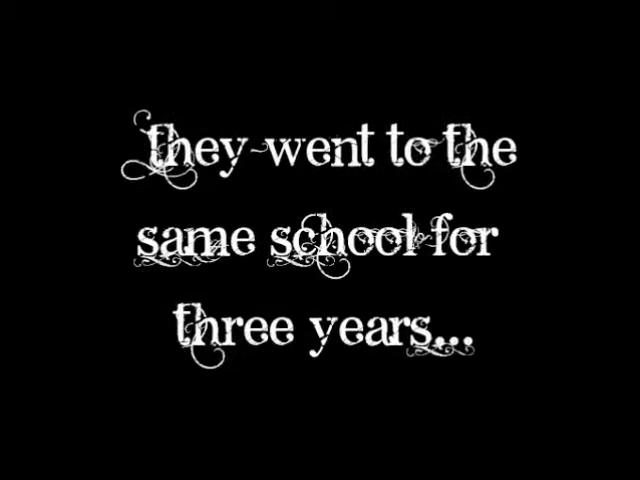 they went to the
same school for
three years...